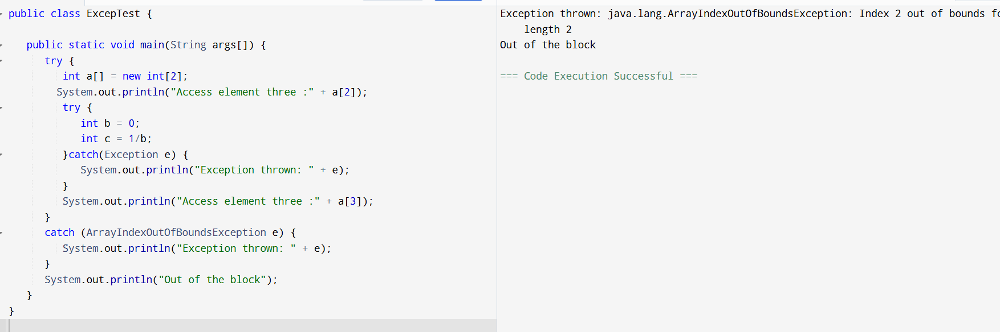 public class ExcepTest {
public static void main(String args[]) {
try {
int a[] = new int[2];
System.out.println("Access element three :" + a[2]);
try {
int b = 0;
int c = 1/b;
}catch(Exception e) {
System.out.println("Exception thrown: " + e);
}
System.out.println("Access element three :" + a[3]);
}
catch (ArrayIndexOutOfBoundsException e) {
System.out.println("Exception thrown: " + e);
}
System.out.println("Out of the block");
}
}
Exception thrown: java.lang.ArrayIndexOutOfBoundsException: Index 2 out of bounds
length 2
Out of the block
=== Code Execution Successful ===